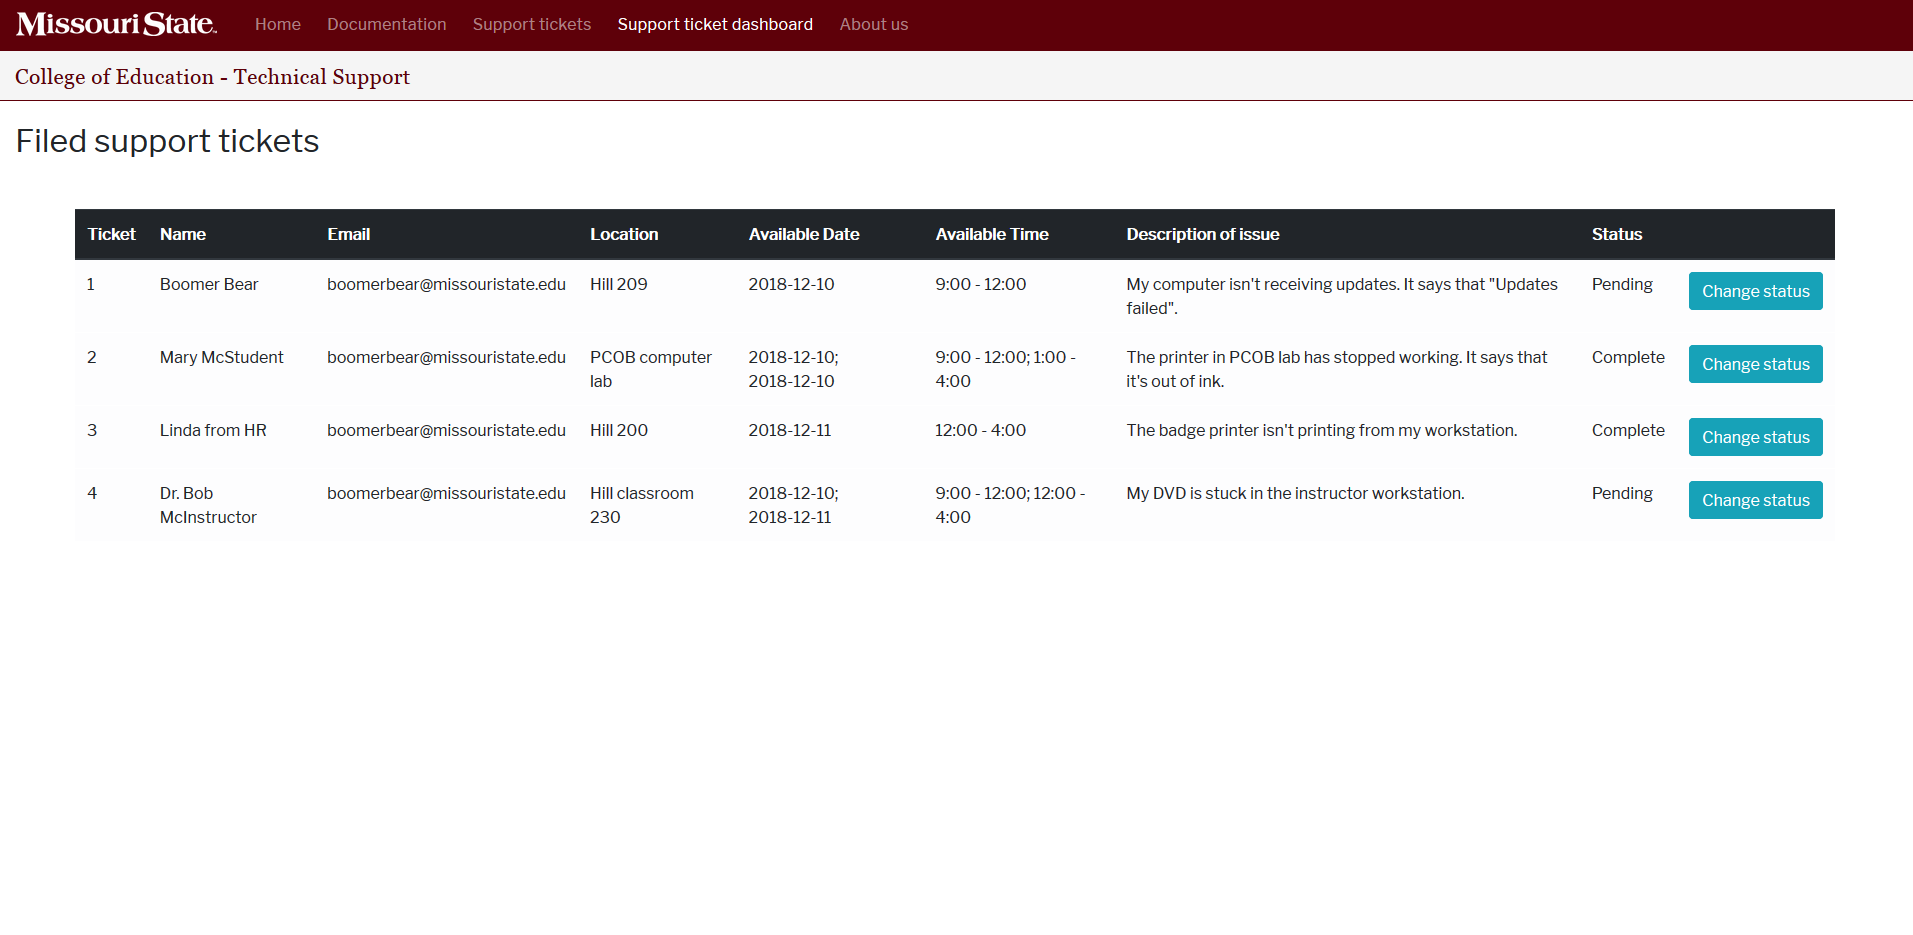 Missouri State™ Home Documentation Support tickets Support ticket dashboard About us
College of Education - Technical Support
Filed support tickets
Ticket Name Email Location Available Date Available Time Description of issue Status
1 Boomer Bear boomerbear@missouristate.edu Hill 209 2018-12-10 9:00 - 12:00 My computer isn't receiving updates. It says that "Updates Pending Change status
failed".
2 Mary McStudent boomerbear@missouristate.edu PCOB computer 2018-12-10; 9:00 - 12:00; 1:00 - The printer in PCOB lab has stopped working. It says that Complete Change status
lab 2018-12-10 4:00 it's out of ink.
3 Linda from HR boomerbear@missouristate.edu Hill 200 2018-12-11 12:00 - 4:00 The badge printer isn't printing from my workstation. Complete Change status
4 Dr. Bob boomerbear@missouristate.edu Hill classroom 2018-12-10; 9:00 - 12:00; 12:00 - My DVD is stuck in the instructor workstation. Pending Change status
McInstructor 230 2018-12-11 4:00